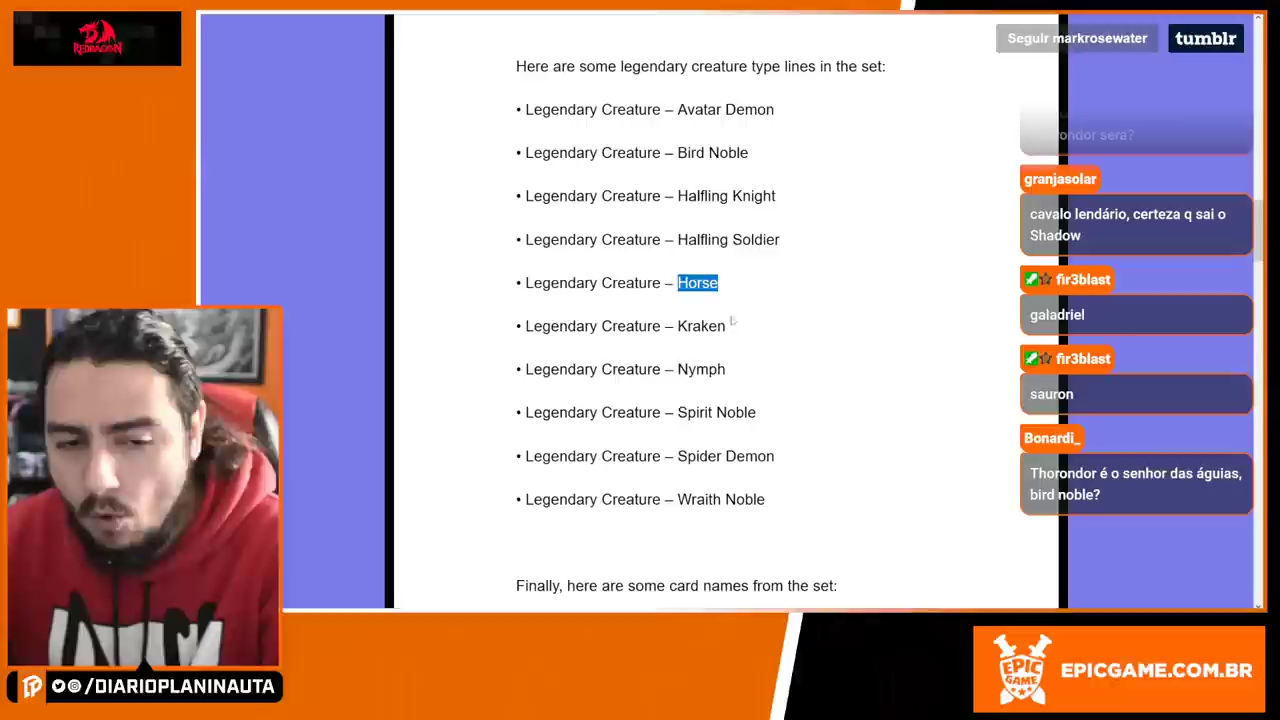 REDRAGON
Seguir markrosewater
tumblr
Here are some legendary creature type lines in the set:
• Legendary Creature – Avatar Demon
• Legendary Creature – Bird Noble
• Legendary Creature – Halfling Knight
• Legendary Creature – Halfling Soldier
• Legendary Creature – Horse
• Legendary Creature – Kraken
• Legendary Creature – Nymph
• Legendary Creature – Spirit Noble
• Legendary Creature – Spider Demon
• Legendary Creature – Wraith Noble
Finally, here are some card names from the set:
sera?
granjasolar
cavalo lendário, certeza q sai o
Shadow
fir3blast
galadriel
fir3blast
sauron
Bonardi_
Thorondor é o senhor das águias,
bird noble?
/DIARIOPLANINAUTA
EPIC
GAME
EPICGAME.COM.BR